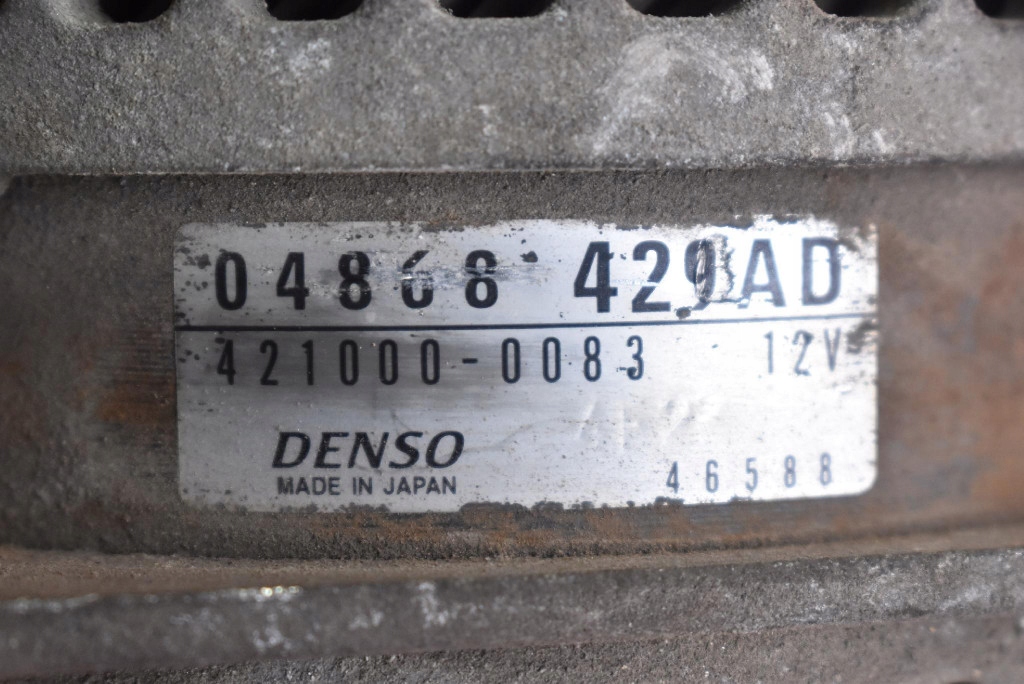 04868 429AD
421000-0083 12V
DENSO
MADE IN JAPAN
46588